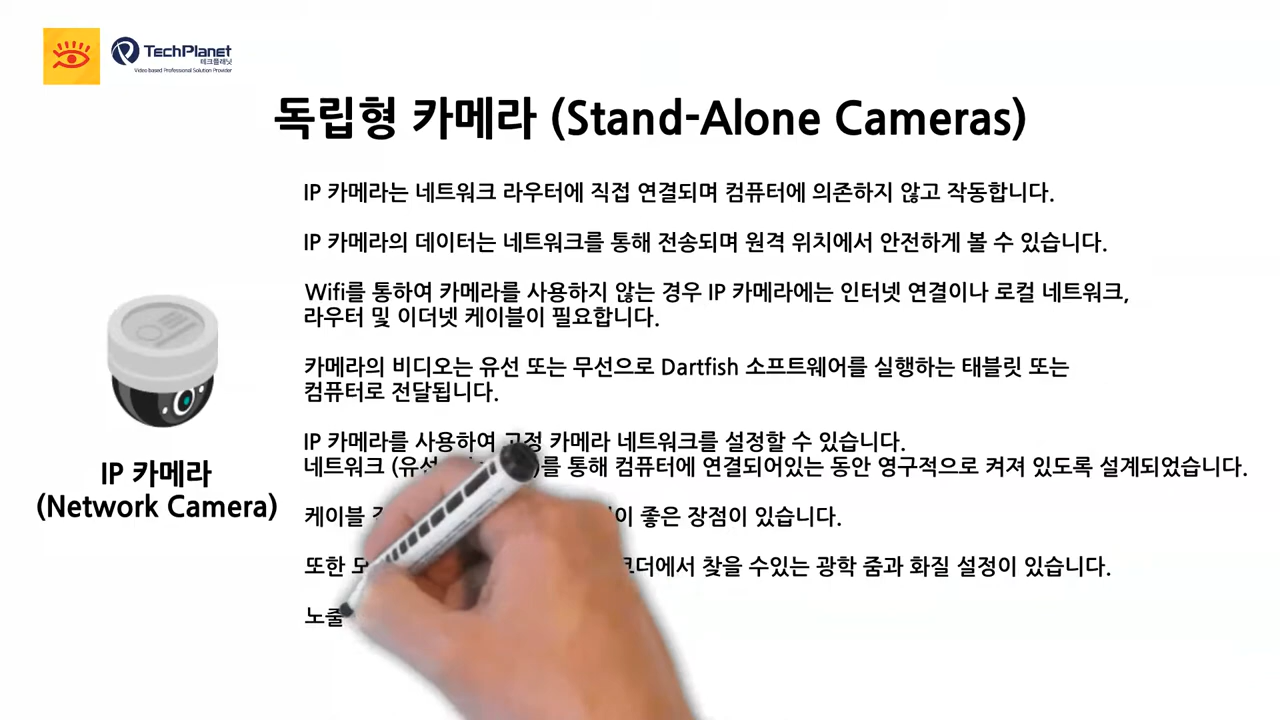 TechPlanet
테크플래닛
Video based Professional Solution Provider
독립형 카메라 (Stand-Alone Cameras)
IP 카메라는 네트워크 라우터에 직접 연결되며 컴퓨터에 의존하지 않고 작동합니다.
IP 카메라의 데이터는 네트워크를 통해 전송되며 원격 위치에서 안전하게 볼 수 있습니다.
Wifi를 통하여 카메라를 사용하지 않는 경우 IP 카메라에는 인터넷 연결이나 로컬 네트워크,
라우터 및 이더넷 케이블이 필요합니다.
카메라의 비디오는 유선 또는 무선으로 Dartfish 소프트웨어를 실행하는 태블릿 또는
컴퓨터로 전달됩니다.
IP 카메라를 사용하여 고정 카메라 네트워크를 설정할 수 있습니다.
네트워크 (유선 를 통해 컴퓨터에 연결되어있는 동안 영구적으로 켜져 있도록 설계되었습니다.
케이블 좋은 장점이 있습니다.
또한 찾을 수있는 광학 줌과 화질 설정이 있습니다.
노출
IP 카메라
(Network Camera)